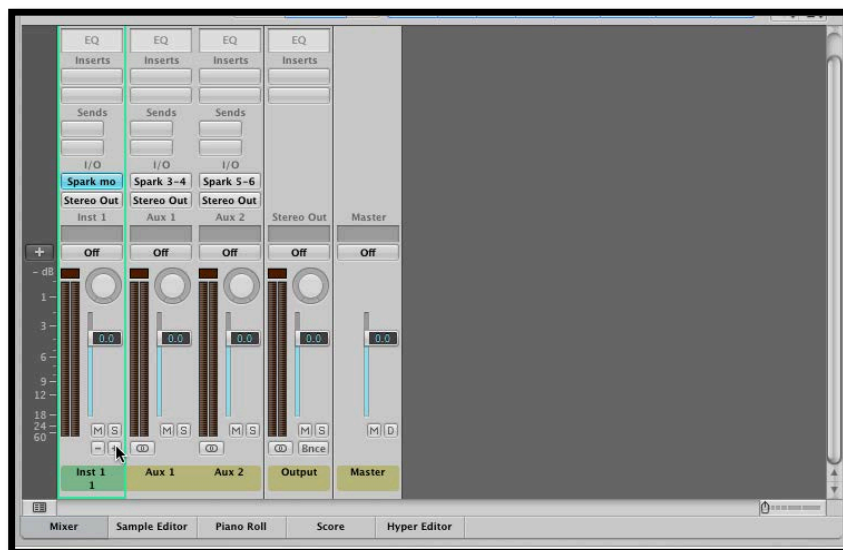 EQ EQ EQ EQ
Inserts Inserts Inserts Inserts
Sends Sends Sends
I/O I/O I/O
Spark mo Spark 3-4 Spark 5-6
Stereo Out Stereo Out Stereo Out
Inst 1 Aux 1 Aux 2 Stereo Out Master
+ Off Off Off Off Off
- dB
1
3
0.0 0.0 0.0 0.0 0.0
6
9
12
18
24 M S M S M S M S M D
60
- + Bnce
Inst 1 Aux 1 Aux 2 Output Master
1
Mixer Sample Editor Piano Roll Score Hyper Editor